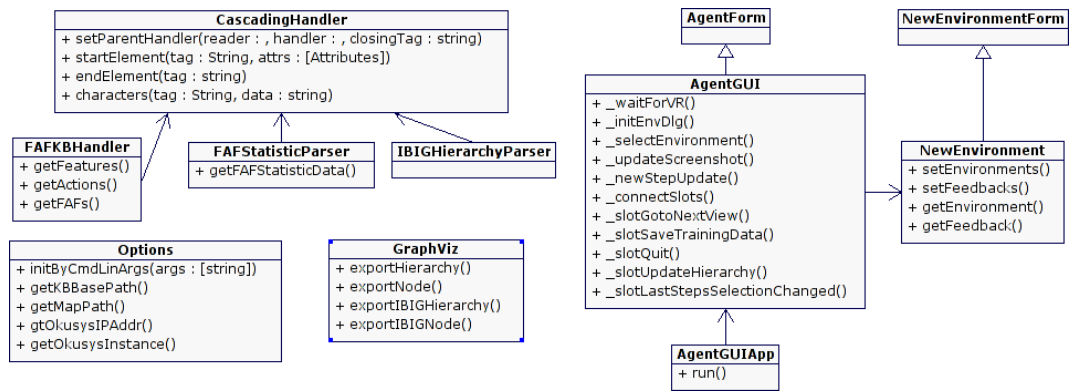 CascadingHandler
+ setParentHandler(reader : , handler : , closingTag : string)
+ startElement(tag : String, attrs : [Attributes])
+ endElement(tag : string)
+ characters(tag : String, data : string)
FAFKBHandler
+ getFeatures()
+ getActions()
+ getFAFs()
FAFStatisticParser
+ getFAFStatisticData()
IBIGHierarchyParser
Options
+ initByCmdLinArgs(args : [string])
+ getKBBasePath()
+ getMapPath()
+ gtOkusysIPAddr()
+ getOkusysInstance()
GraphViz
+ exportHierarchy()
+ exportNode()
+ exportIBIGHierarchy()
+ exportIBIGNode()
AgentForm
AgentGUI
+ _waitForVR()
+ _initEnvDlg()
+ _selectEnvironment()
+ _updateScreenshot()
+ _newStepUpdate()
+ _connectSlots()
+ _slotGotoNextView()
+ _slotSaveTrainingData()
+ _slotQuit()
+ _slotUpdateHierarchy()
+ _slotLastStepsSelectionChanged()
AgentGUIApp
+ run()
NewEnvironmentForm
NewEnvironment
+ setEnvironments()
+ setFeedbacks()
+ getEnvironment()
+ getFeedback()